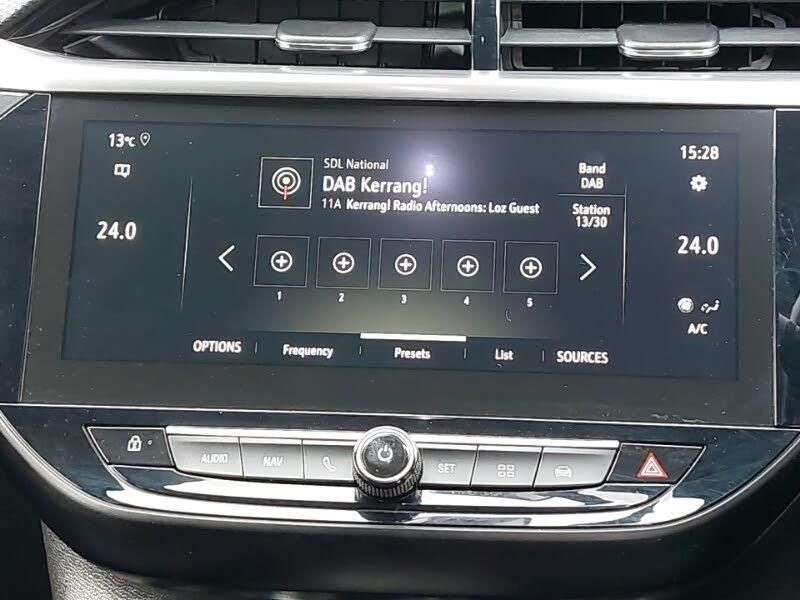 13°C
15:28
SDL National
DAB Kerrang!
11A Kerrang! Radio Afternoons: Loz Guest
Band
DAB
Station
13/30
24.0
24.0
1
2
3
4
5
A/C
OPTIONS
Frequency
Presets
List
SOURCES
AUDIO
NAV
SET